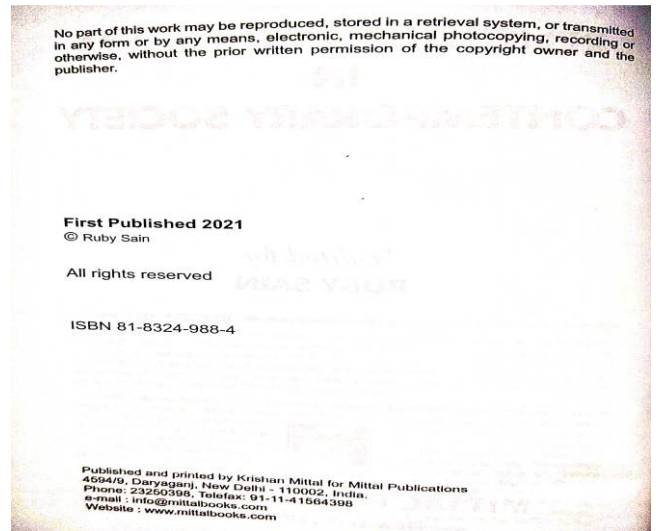 No part of this work may be reproduced, stored in a retrieval system, or transmitted
in any form or by any means, electronic, mechanical photocopying, recording or
otherwise, without the prior written permission of the copyright owner and the
publisher.
First Published 2021
© Ruby Sain
All rights reserved
ISBN 81-8324-988-4
Published and printed by Krishan Mittal for Mittal Publications
4594/9, Daryaganj, New Delhi - 110002, India.
Phone: 23250398, Telefax: 91-11-41564398
e-mail : info@mittalbooks.com
Website : www.mittalbooks.com